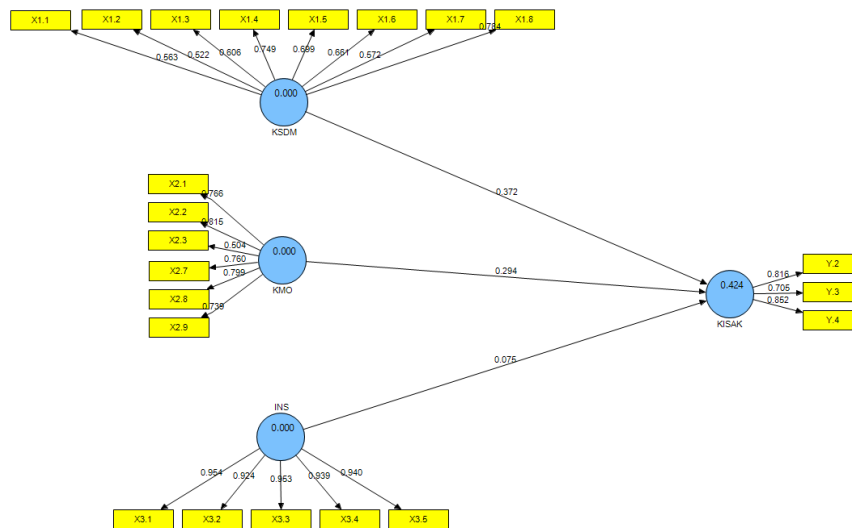 X1.1 X1.2 X1.3 X1.4 X1.5 X1.6 X1.7 X1.8
0.563 0.522 0.606 0.749 0.699 0.661 0.572 0.784
0.000
KSDM
0.372
X2.1
0.766
X2.2
0.815
X2.3
0.504
X2.7
0.760
X2.8
0.799
X2.9
0.739
0.000
KMO
0.294
0.424
KISAK
Y.2
0.816
Y.3
0.705
Y.4
0.852
0.075
INS
0.000
0.954 0.924 0.953 0.939 0.940
X3.1 X3.2 X3.3 X3.4 X3.5